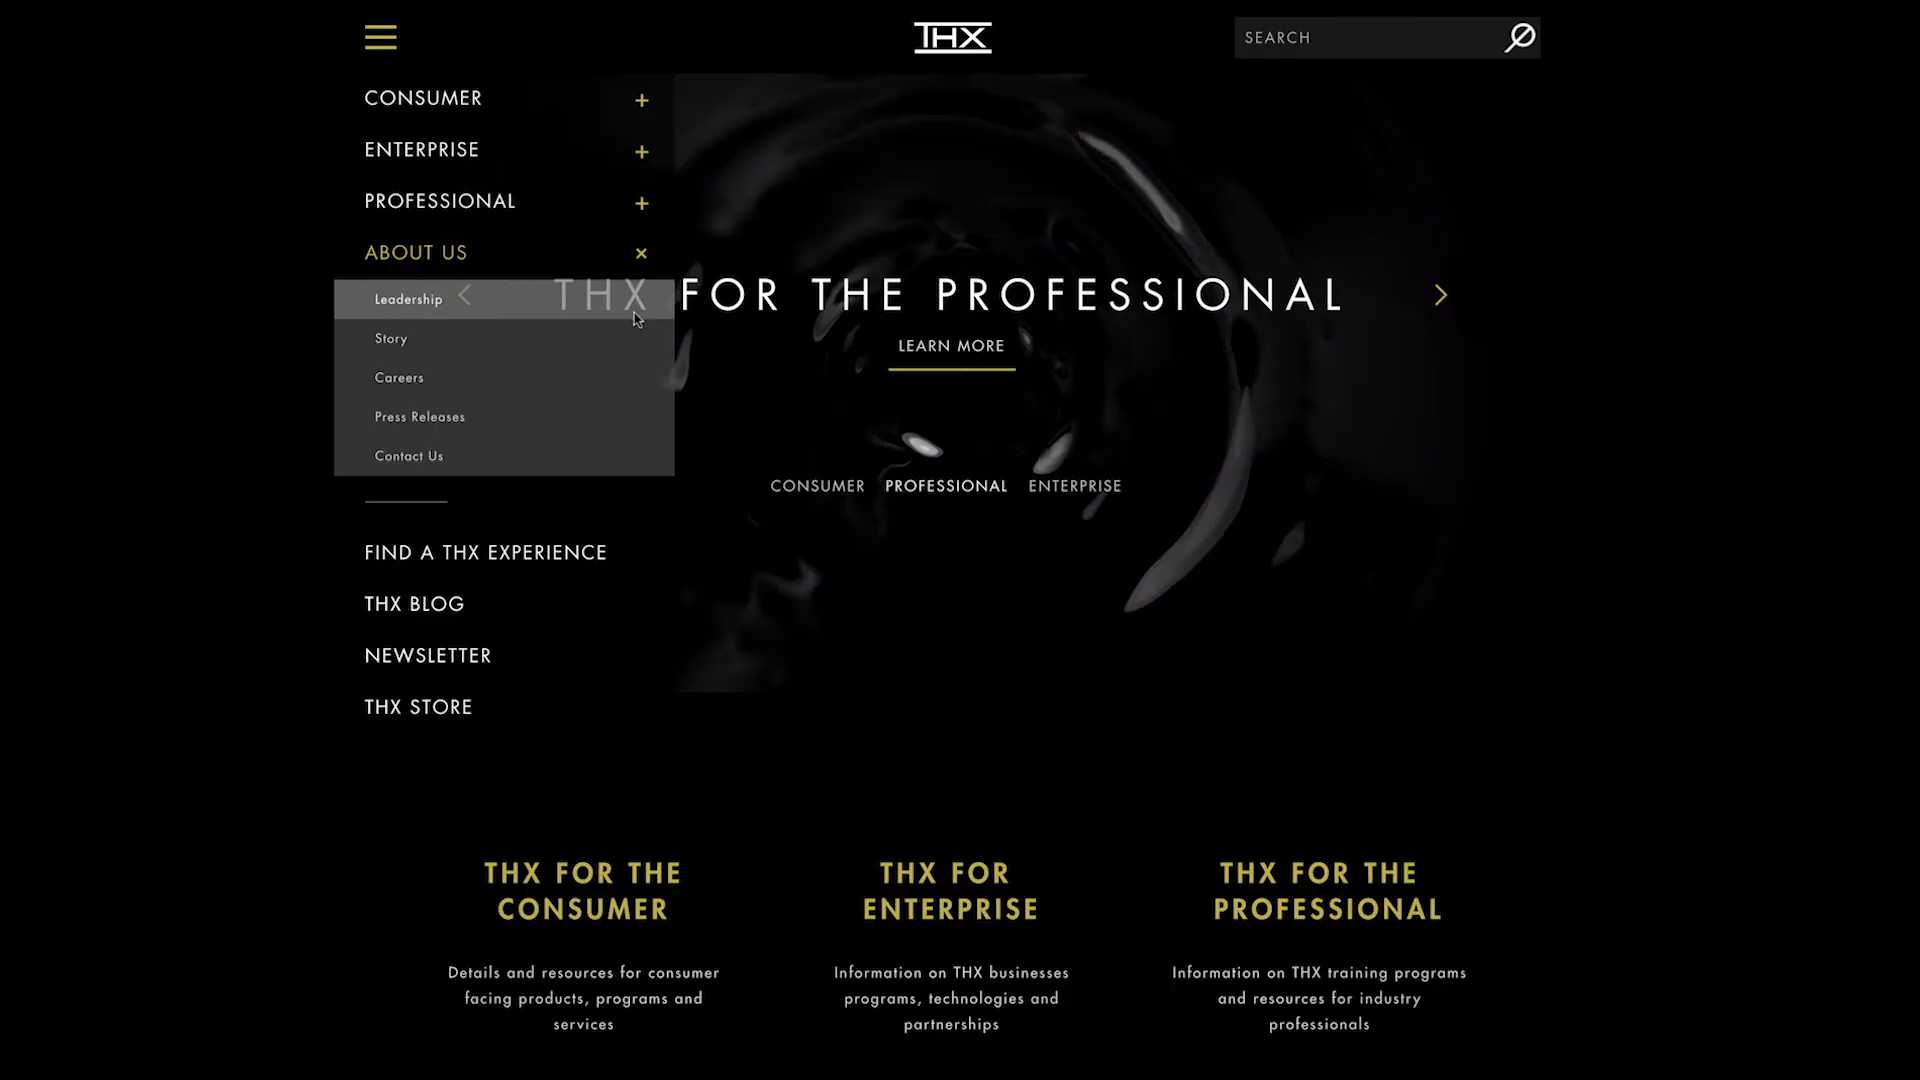 THX
SEARCH
CONSUMER
ENTERPRISE
PROFESSIONAL
ABOUT US
Leadership
Story
Careers
Press Releases
Contact Us
FIND A THX EXPERIENCE
THX BLOG
NEWSLETTER
THX STORE
THX FOR THE PROFESSIONAL
LEARN MORE
CONSUMER PROFESSIONAL ENTERPRISE
THX FOR THE
CONSUMER
Details and resources for consumer
facing products, programs and
services
THX FOR
ENTERPRISE
Information on THX businesses
programs, technologies and
partnerships
THX FOR THE
PROFESSIONAL
Information on THX training programs
and resources for industry
professionals